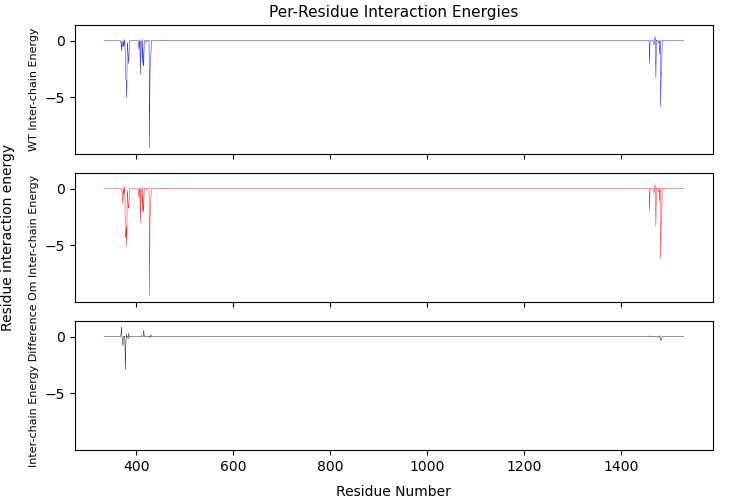 Per-Residue Interaction Energies
Residue interaction energy
WT Inter-chain Energy
0
−5
Om Inter-chain Energy
0
−5
Inter-chain Energy Difference
0
−5
400 600 800 1000 1200 1400
Residue Number